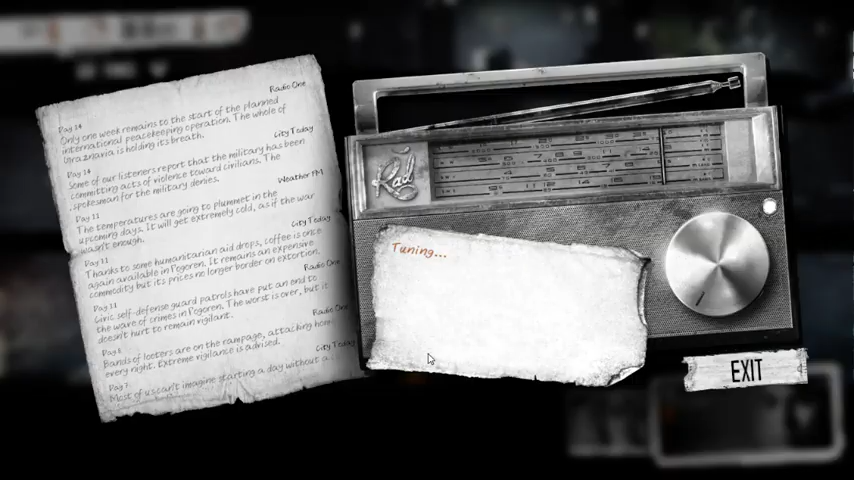 Radio One
Day 14
Only one week remains to the start of the planned
international peacekeeping operation. The whole of
Graznavia is holding its breath.
City Today
Day 14
Some of our listeners report that the military has been
committing acts of violence toward civilians. The
spokesman for the military denies.
Weather FM
Day 11
The temperatures are going to plummet in the
upcoming days. It will get extremely cold, as if the war
wasn't enough.
City Today
Day 11
Thanks to some humanitarian aid drops, coffee is once
again available in Pogoren. It remains an expensive
commodity but its prices no longer border on extortion.
Radio One
Day 11
Civic self-defense guard patrols have put an end to
the wave of crimes in Pogoren. The worst is over, but it
doesn't hurt to remain vigilant.
Radio One
Day
Bands of looters are on the rampage, attacking hom
every night. Extreme vigilance is advised.
City Today
Day 7
Most of us can't imagine starting a day without a
Rad
Tuning...
EXIT